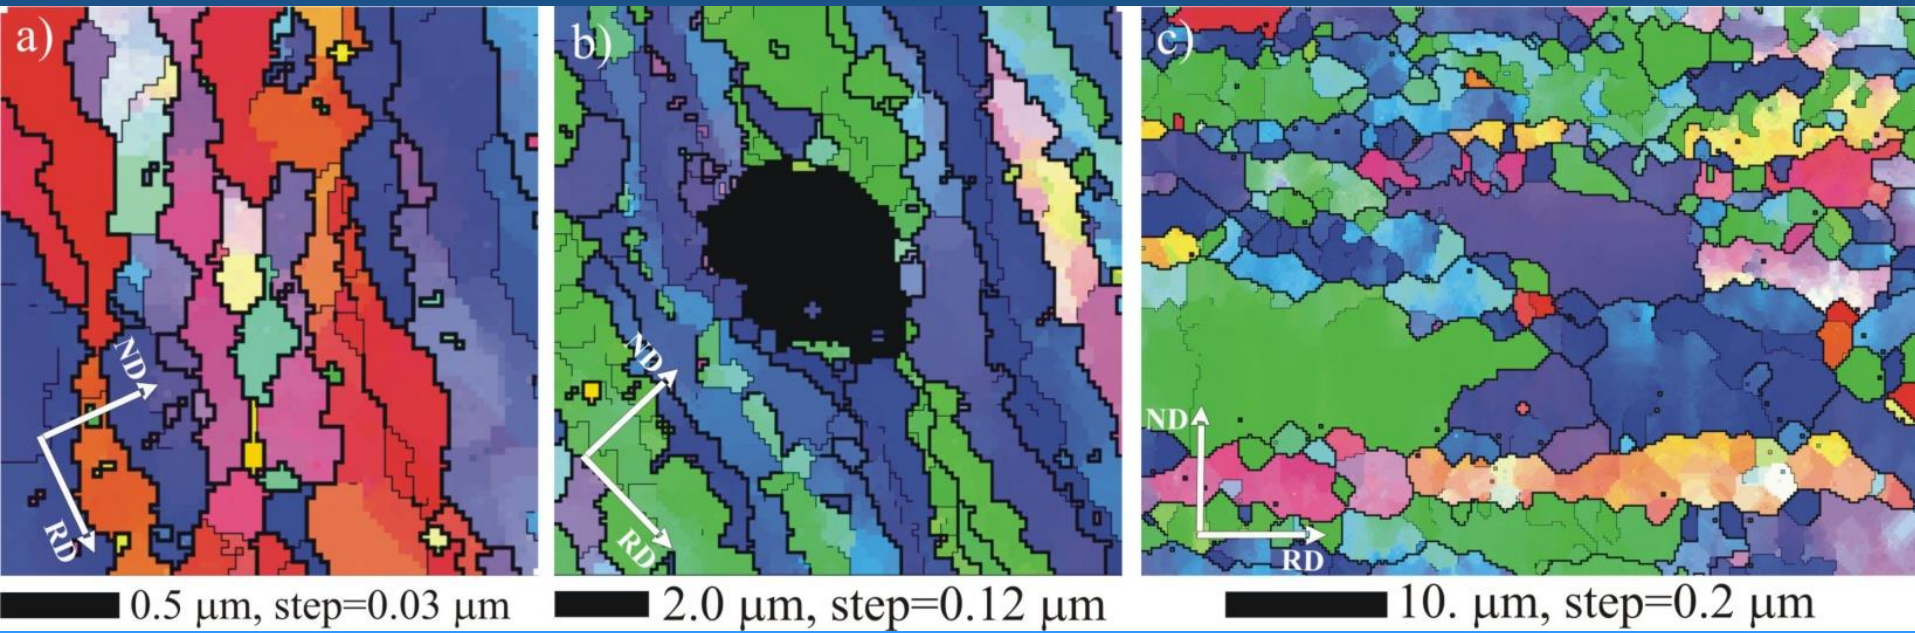 a)
ND
RD
0.5 μm, step=0.03 μm
b)
ND
RD
2.0 μm, step=0.12 μm
c)
ND
RD
10. μm, step=0.2 μm